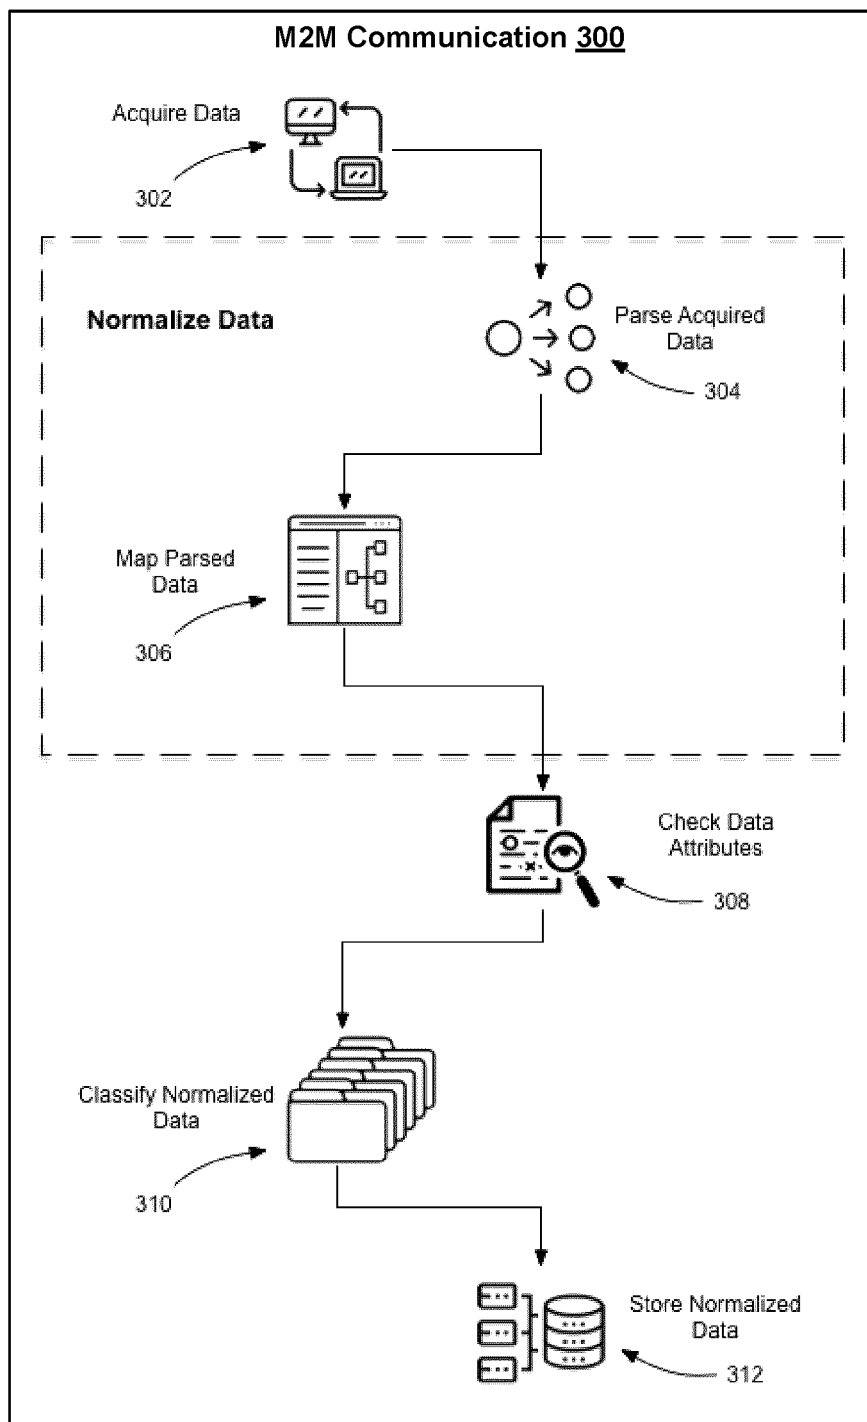 M2M Communication 300
Acquire Data
302
Normalize Data
Parse Acquired
Data
304
Map Parsed
Data
306
Check Data
Attributes
308
Classify Normalized
Data
310
Store Normalized
Data
312